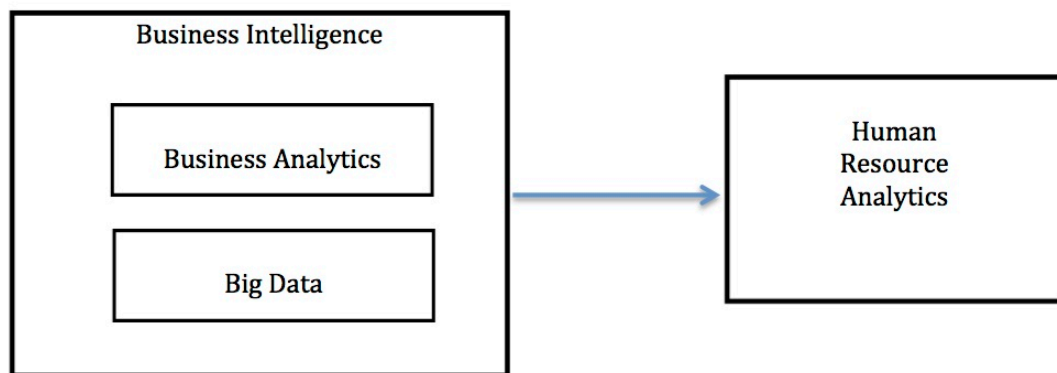 Business Intelligence
Business Analytics
Big Data
Human
Resource
Analytics